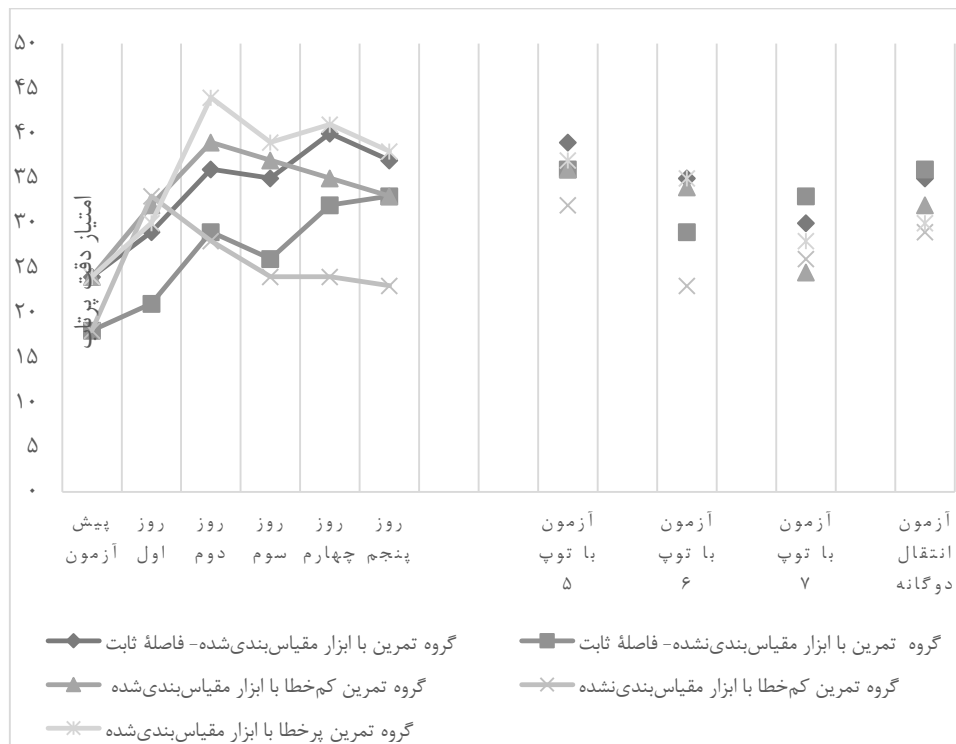 ۵۰
۴۵
۴۰
۳۵
۳۰
۲۵
۲۰
۱۵
۱۰
۵
۰
امتیاز دقت پرتاب
پیش
آزمون
روز
اول
روز
دوم
روز
سوم
روز
چهارم
روز
پنجم
آزمون
با توپ
۵
آزمون
با توپ
۶
آزمون
با توپ
۷
آزمون
انتقال
دوگانه
گروه تمرین با ابزار مقیاس‌بندی‌شده- فاصلهٔ ثابت
گروه تمرین با ابزار مقیاس‌بندی‌نشده- فاصلهٔ ثابت
گروه تمرین کم‌خطا با ابزار مقیاس‌بندی‌شده
گروه تمرین کم‌خطا با ابزار مقیاس‌بندی‌نشده
گروه تمرین پرخطا با ابزار مقیاس‌بندی‌شده